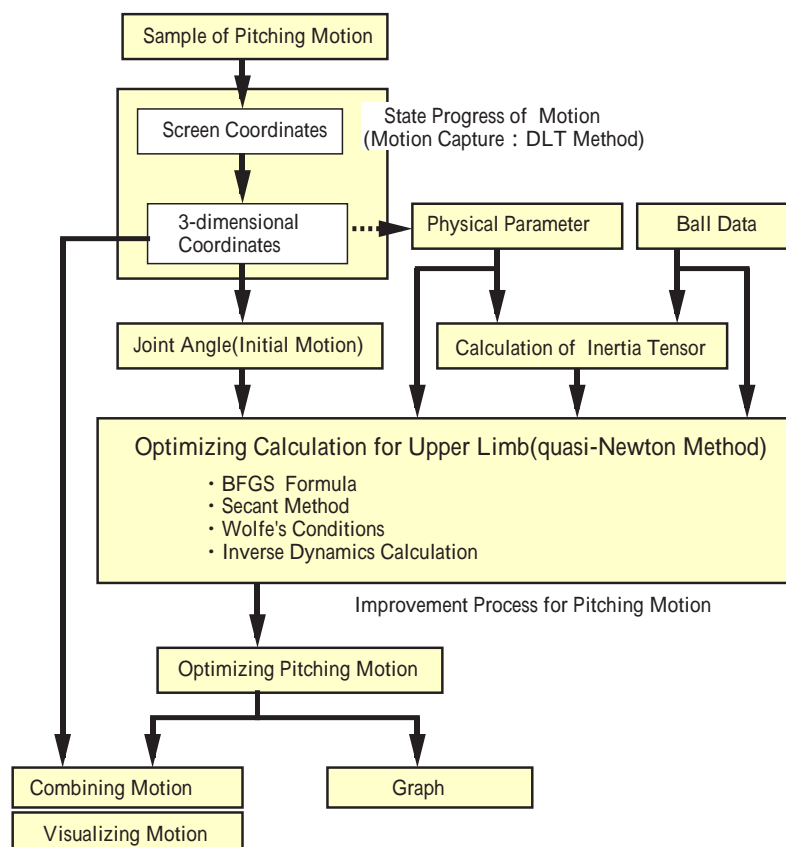 Sample of Pitching Motion
Screen Coordinates
State Progress of Motion
(Motion Capture : DLT Method)
3-dimensional
Coordinates
Physical Parameter
Ball Data
Joint Angle(Initial Motion)
Calculation of Inertia Tensor
Optimizing Calculation for Upper Limb(quasi-Newton Method)
・BFGS Formula
・Secant Method
・Wolfe's Conditions
・Inverse Dynamics Calculation
Improvement Process for Pitching Motion
Optimizing Pitching Motion
Combining Motion
Graph
Visualizing Motion